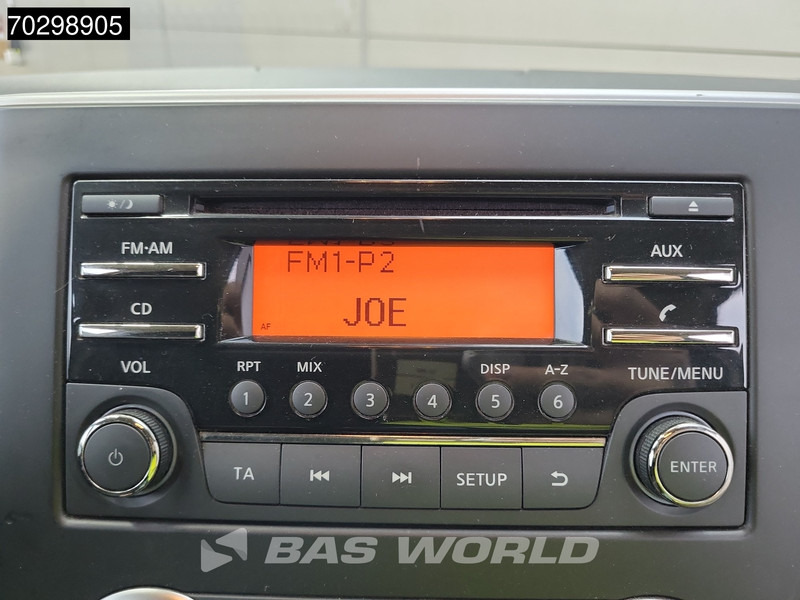 70298905
FM·AM
AUX
FM1-P2
JOE
AF
CD
VOL
RPT
MIX
DISP
A-Z
TUNE/MENU
1
2
3
4
5
6
TA
SETUP
ENTER
BAS WORLD